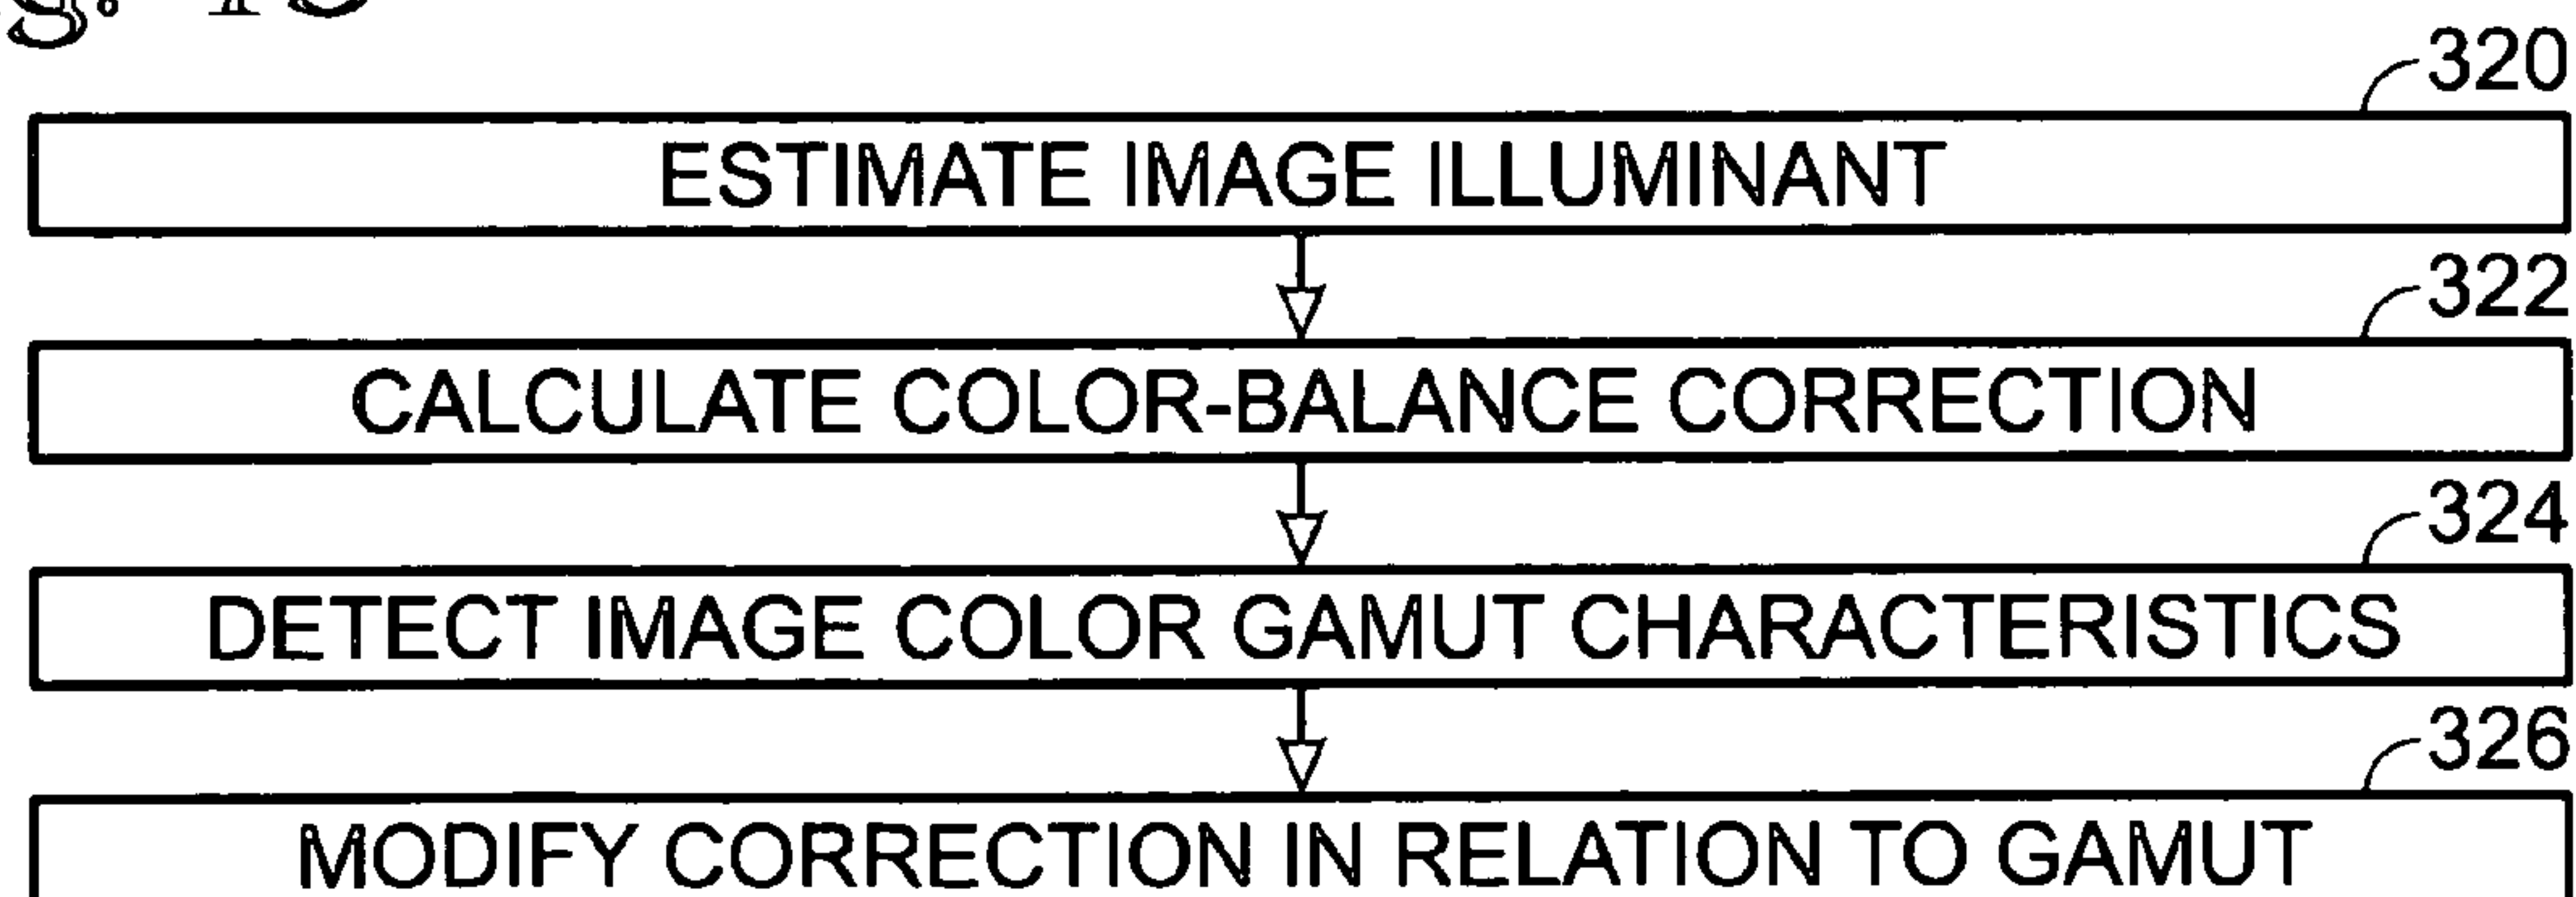 320
ESTIMATE IMAGE ILLUMINANT
322
CALCULATE COLOR-BALANCE CORRECTION
324
DETECT IMAGE COLOR GAMUT CHARACTERISTICS
326
MODIFY CORRECTION IN RELATION TO GAMUT